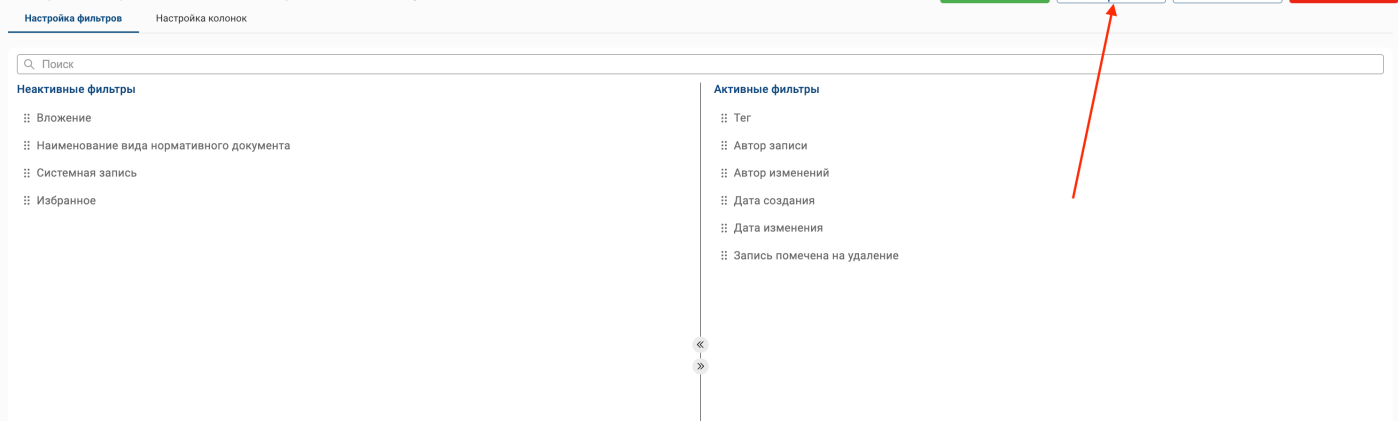 Настройка фильтров
Настройка колонок
Поиск
Неактивные фильтры
Вложение
Наименование вида нормативного документа
Системная запись
Избранное
Активные фильтры
Тег
Автор записи
Автор изменений
Дата создания
Дата изменения
Запись помечена на удаление